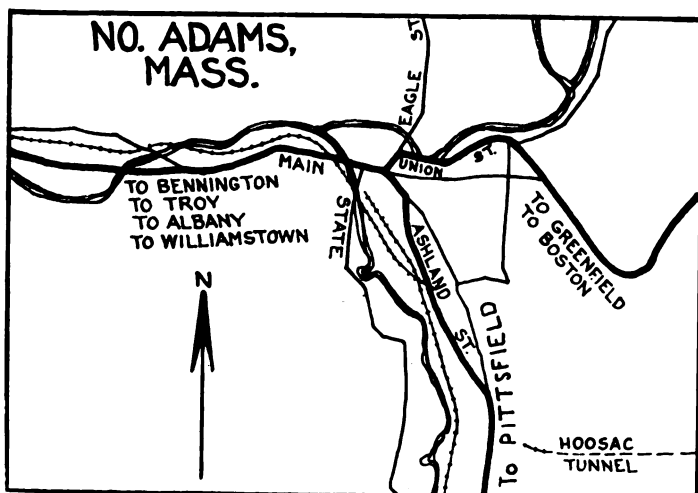 NO. ADAMS,
MASS.
EAGLE ST.
MAIN
UNION ST.
TO BENNINGTON
TO TROY
TO ALBANY
TO WILLIAMSTOWN
STATE
ASHLAND ST.
TO GREENFIELD
TO BOSTON
N
TO PITTSFIELD
HOOSAC
TUNNEL